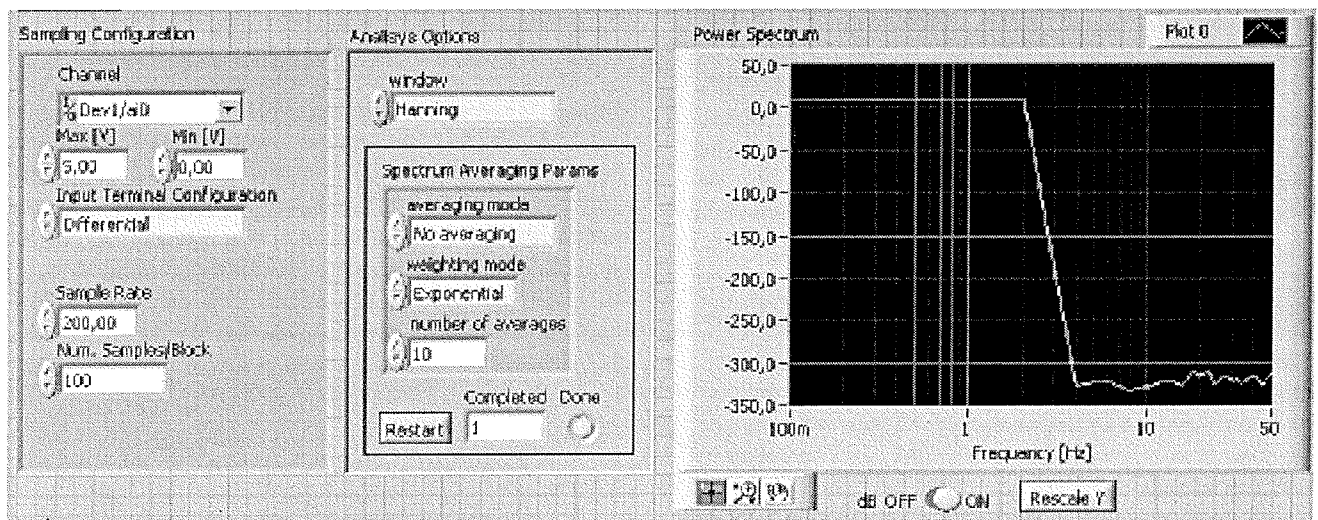 Sampling Configuration
Channel
Dev1/ai0
Max [V] Min [V]
5,00 0,00
Input Terminal Configuration
Differential
Sample Rate
200,00
Num. Samples/Block
100
Analisys Options
window
Hanning
Spectrum Averaging Params
averaging mode
No averaging
weighting mode
Exponential
number of averages
10
Completed Done
Restart 1
Power Spectrum
Plot 0
50,0
0,0
-50,0
-100,0
-150,0
-200,0
-250,0
-300,0
-350,0
100m 1 10 50
Frequency [Hz]
dB OFF ON
Rescale Y